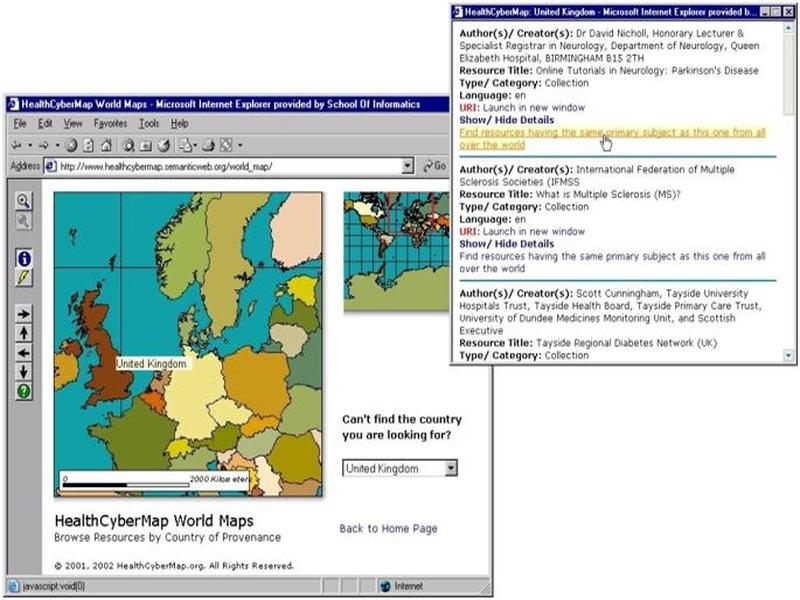 HealthCyberMap: United Kingdom - Microsoft Internet Explorer provided b...
Author(s)/ Creator(s): Dr David Nicholl, Honorary Lecturer &
Specialist Registrar in Neurology, Department of Neurology, Queen
Elizabeth Hospital, BIRMINGHAM B15 2TH
Resource Title: Online Tutorials in Neurology: Parkinson's Disease
Type/ Category: Collection
Language: en
URI: Launch in new window
Show/ Hide Details
Find resources having the same primary subject as this one from all
over the world
Author(s)/ Creator(s): International Federation of Multiple
Sclerosis Societies (IFMSS
Resource Title: What is Multiple Sclerosis (MS)?
Type/ Category: Collection
Language: en
URI: Launch in new window
Show/ Hide Details
Find resources having the same primary subject as this one from all
over the world
Author(s)/ Creator(s): Scott Cunningham, Tayside University
Hospitals Trust, Tayside Health Board, Tayside Primary Care Trust,
University of Dundee Medicines Monitoring Unit, and Scottish
Executive
Resource Title: Tayside Regional Diabetes Network (UK)
Type/ Category: Collection
HealthCyberMap World Maps - Microsoft Internet Explorer provided by School Of Informatics
File Edit View Favorites Tools Help
Address http://www.healthcybermap.semanticweb.org/world_map/ Go
United Kingdom
0 2000 Kilometers
Can't find the country
you are looking for?
United Kingdom
HealthCyberMap World Maps
Browse Resources by Country of Provenance
Back to Home Page
© 2001, 2002 HealthCyberMap.org. All Rights Reserved.
javascript:void(0) Internet